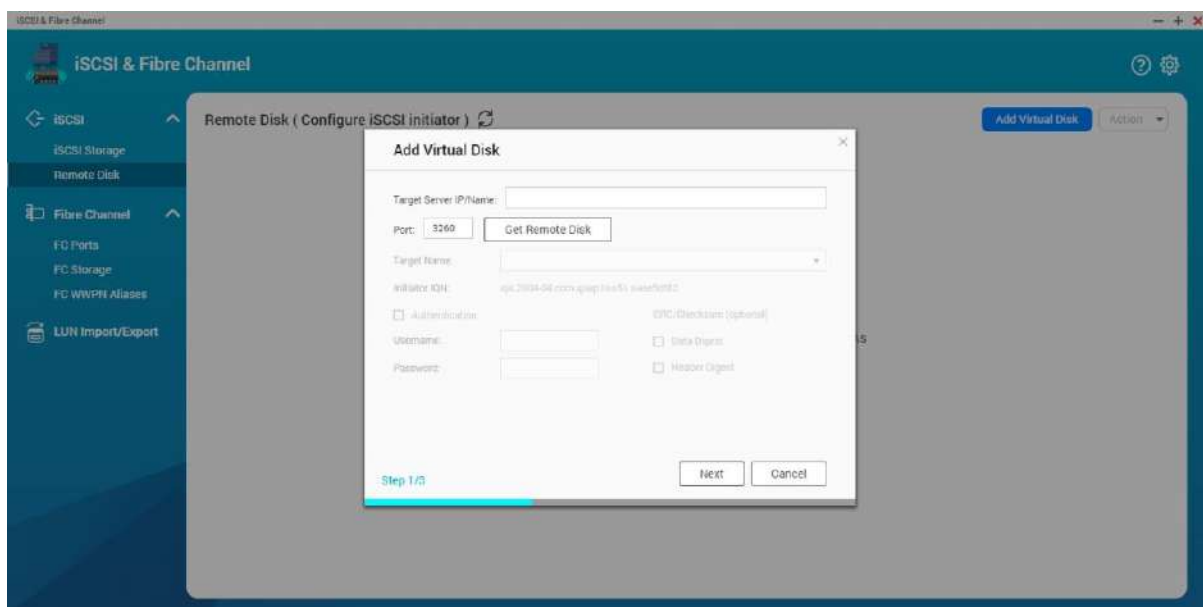 iSCSI & Fibre Channel
iSCSI & Fibre Channel
iSCSI
iSCSI Storage
Remote Disk
Fibre Channel
FC Ports
FC Storage
FC WWPN Aliases
LUN Import/Export
Remote Disk ( Configure iSCSI initiator )
Add Virtual Disk
Action
Add Virtual Disk
Target Server IP/Name:
Port: 3260 Get Remote Disk
Target Name:
Initiator IQN:
Authentication
CRC/Checksum (optional)
Username:
Data Digest
Password:
Header Digest
Step 1/3
Next
Cancel